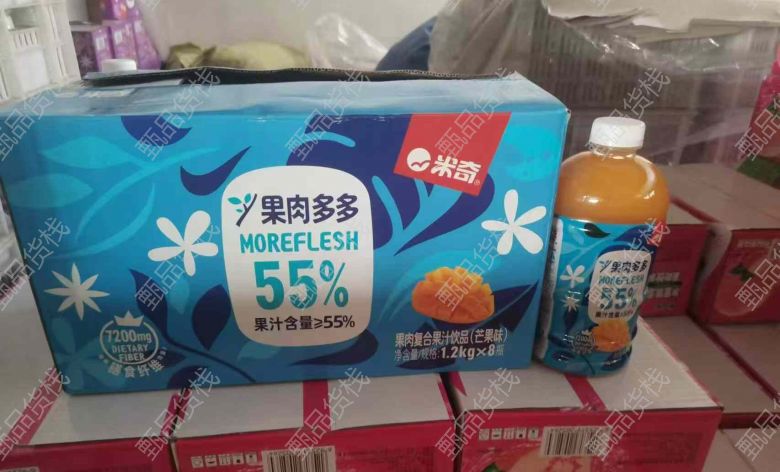 米奇®
果肉多多
MOREFLESH
55%
果汁含量≥55%
7200mg
DIETARY
FIBER
膳食纤维
果肉复合果汁饮品（芒果味）
净含量/规格：1.2kg×8瓶
果肉多多
MOREFLESH
55%
果汁含量≥55%
甄品货栈